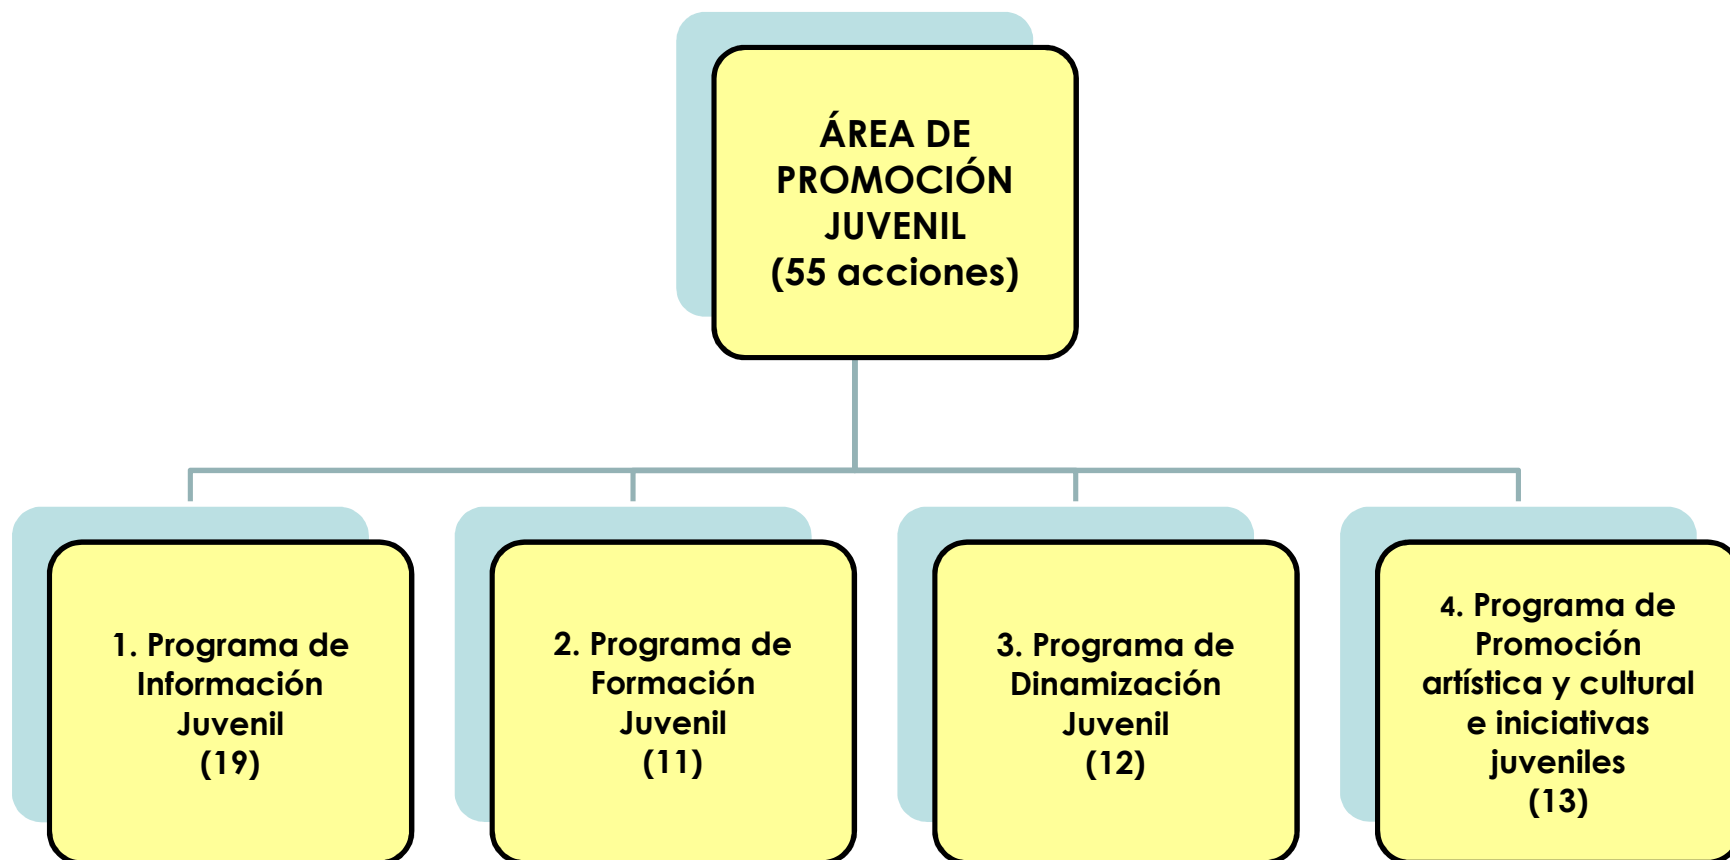 ÁREA DE
PROMOCIÓN
JUVENIL
(55 acciones)
1. Programa de
Información
Juvenil
(19)
2. Programa de
Formación
Juvenil
(11)
3. Programa de
Dinamización
Juvenil
(12)
4. Programa de
Promoción
artística y cultural
e iniciativas
juveniles
(13)